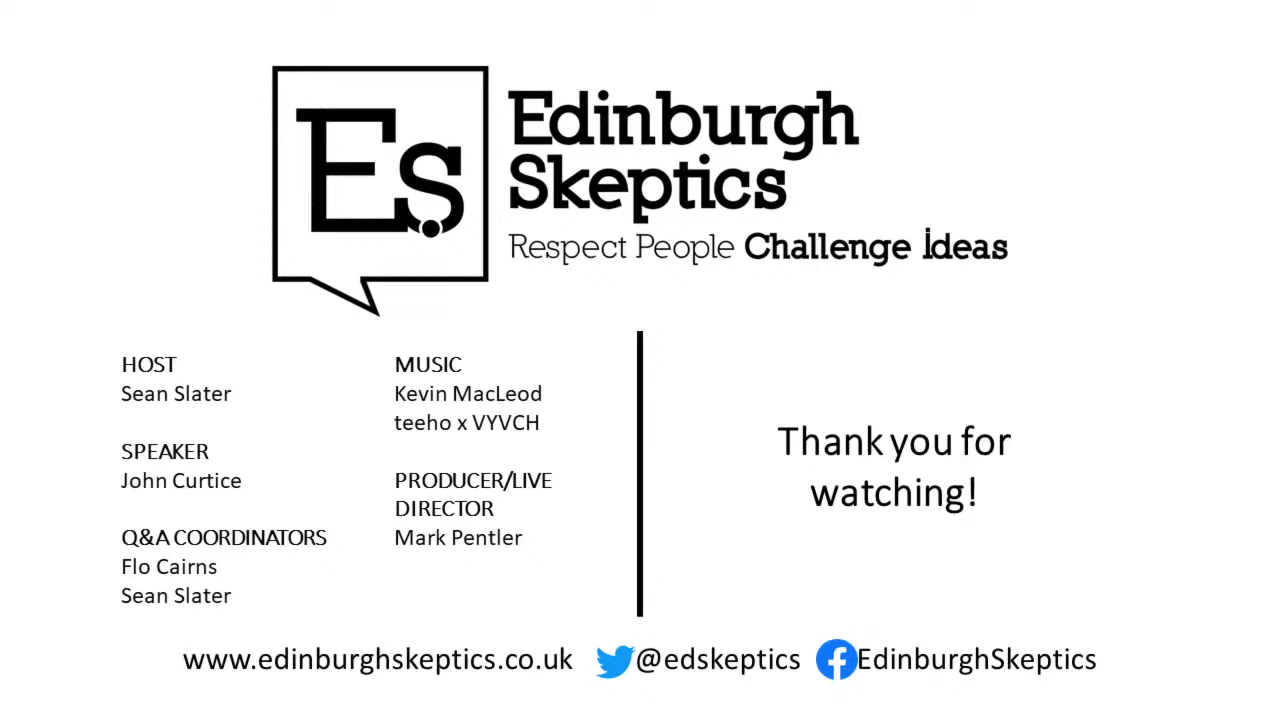 Es
Edinburgh
Skeptics
Respect People Challenge Ideas
HOST
Sean Slater
SPEAKER
John Curtice
Q&A COORDINATORS
Flo Cairns
Sean Slater
MUSIC
Kevin MacLeod
teeho x VYVCH
PRODUCER/LIVE
DIRECTOR
Mark Pentler
Thank you for
watching!
www.edinburghskeptics.co.uk @edskeptics EdinburghSkeptics